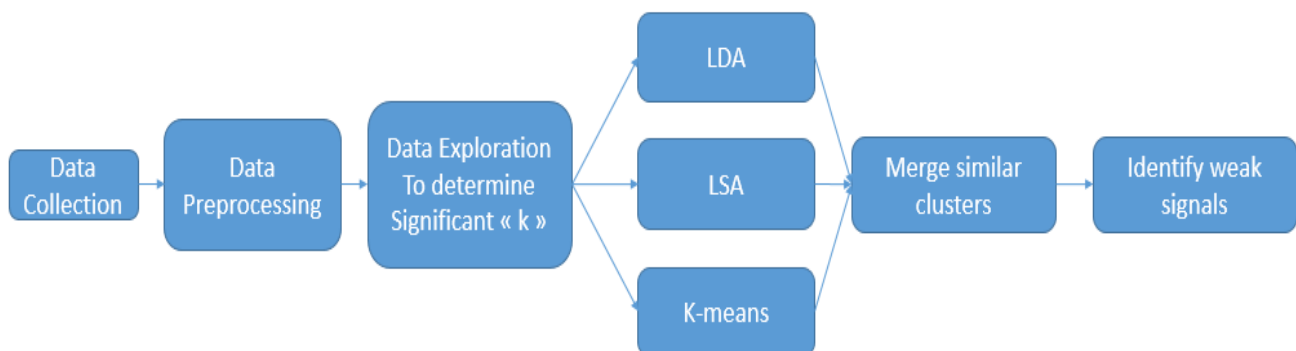 Data
Collection
Data
Preprocessing
Data Exploration
To determine
Significant « k »
LDA
LSA
K-means
Merge similar
clusters
Identify weak
signals